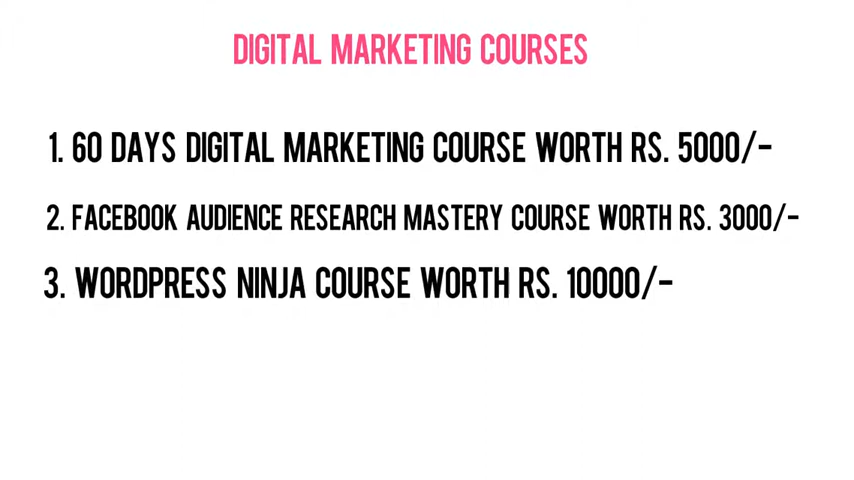 DIGITAL MARKETING COURSES
1. 60 DAYS DIGITAL MARKETING COURSE WORTH RS. 5000/-
2. FACEBOOK AUDIENCE RESEARCH MASTERY COURSE WORTH RS. 3000/-
3. WORDPRESS NINJA COURSE WORTH RS. 10000/-